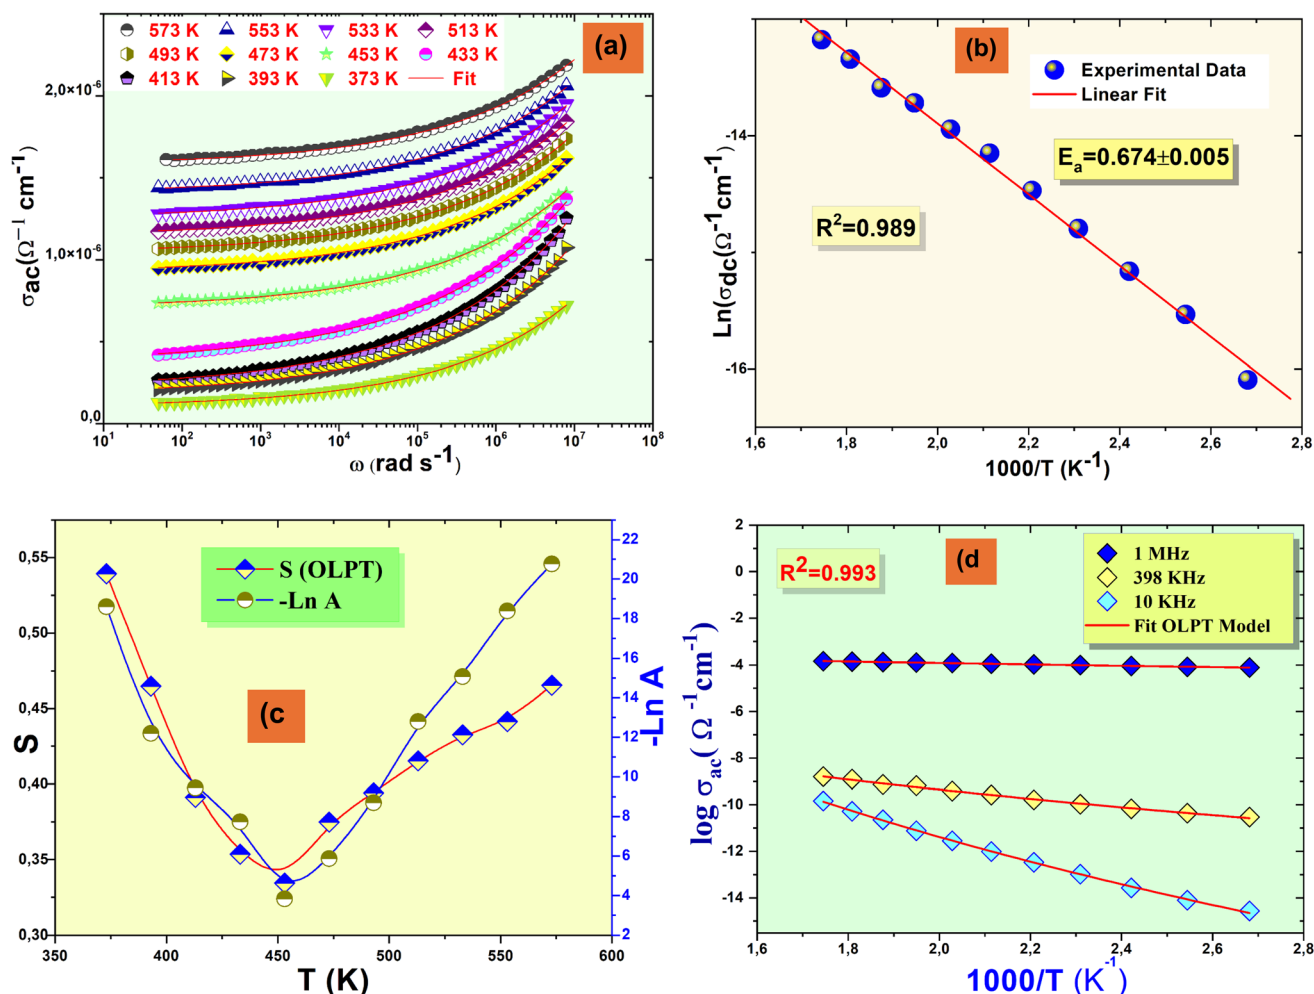 573 K 553 K 533 K 513 K
493 K 473 K 453 K 433 K
413 K 393 K 373 K Fit
(a)
2,0×10⁻⁶
1,0×10⁻⁶
0,0
σac(Ω⁻¹ cm⁻¹)
10¹ 10² 10³ 10⁴ 10⁵ 10⁶ 10⁷ 10⁸
ω (rad s⁻¹)
(b)
Experimental Data
Linear Fit
Eₐ=0.674±0.005
R²=0.989
-12
-14
-16
Ln(σdc(Ω⁻¹cm⁻¹)
1,6 1,8 2,0 2,2 2,4 2,6 2,8
1000/T (K⁻¹)
S (OLPT)
-Ln A
(c
0,55
0,50
0,45
0,40
0,35
0,30
S
22
20
18
16
14
12
10
8
6
4
2
-Ln A
350 400 450 500 550 600
T (K)
R²=0.993
(d
1 MHz
398 KHz
10 KHz
Fit OLPT Model
2
0
-2
-4
-6
-8
-10
-12
-14
log σac( Ω⁻¹cm⁻¹)
1,6 1,8 2,0 2,2 2,4 2,6 2,8
1000/T (K⁻¹)